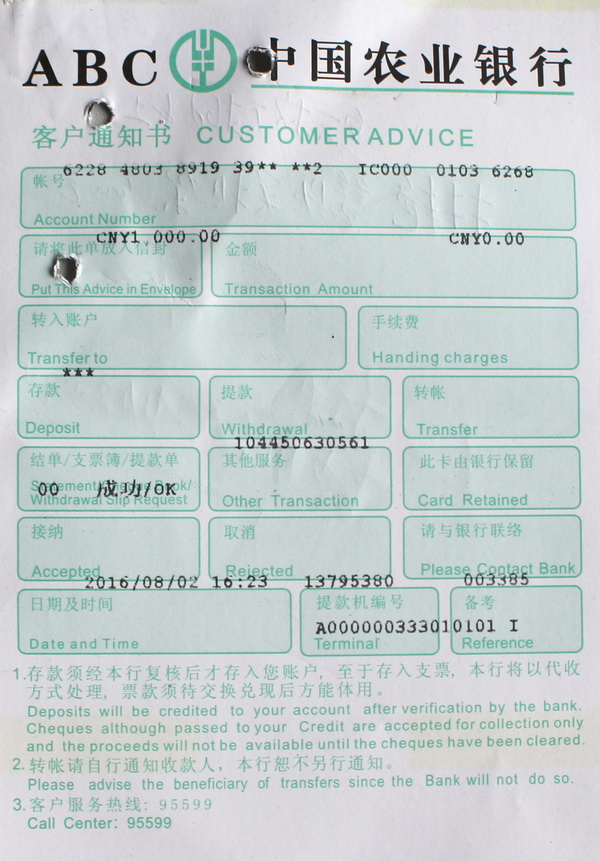 ABC 中国农业银行
客户通知书 CUSTOMER ADVICE
6228 4803 8919 39** **2 IC000 0103 6268
帐号
Account Number
CNY1,000.00 CNY0.00
请将此单放入信封 金额
Put This Advice in Envelope Transaction Amount
转入账户 手续费
Transfer to Handing charges
***
存款 提款 转帐
Deposit Withdrawal Transfer
104450630561
结单/支票簿/提款单 其他服务 此卡由银行保留
Statement/Cheque Book/
00 成功/OK
Withdrawal Slip Request Other Transaction Card Retained
接纳 取消 请与银行联络
Accepted Rejected Please Contact Bank
2016/08/02 16:23 13795380 003385
日期及时间 提款机编号 备考
A000000333010101 I
Date and Time Terminal Reference
1.存款须经本行复核后才存入您账户, 至于存入支票, 本行将以代收
方式处理, 票款须待交换兑现后方能体用。
Deposits will be credited to your account after verification by the bank.
Cheques although passed to your Credit are accepted for collection only
and the proceeds will not be available until the cheques have been cleared.
2.转帐请自行通知收款人, 本行恕不另行通知。
Please advise the beneficiary of transfers since the Bank will not do so.
3.客户服务热线: 95599
Call Center: 95599